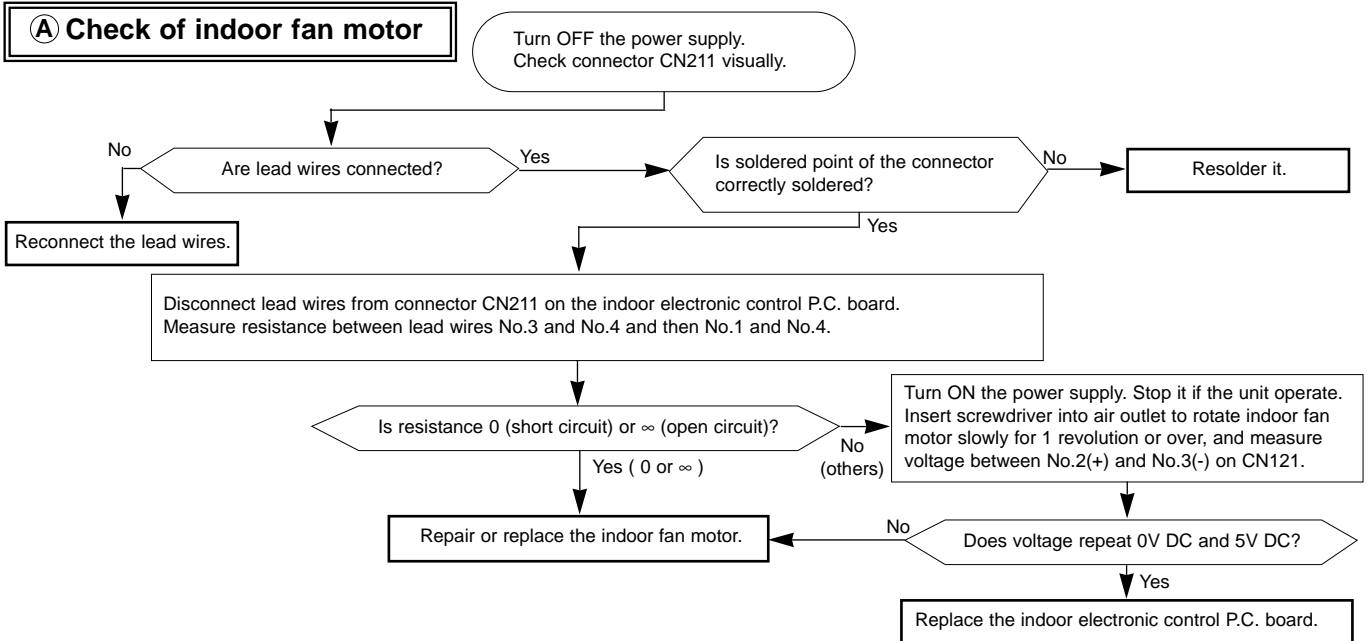 Ⓐ Check of indoor fan motor
Turn OFF the power supply.
Check connector CN211 visually.
No
Are lead wires connected?
Yes
Is soldered point of the connector
correctly soldered?
No
Resolder it.
Reconnect the lead wires.
Yes
Disconnect lead wires from connector CN211 on the indoor electronic control P.C. board.
Measure resistance between lead wires No.3 and No.4 and then No.1 and No.4.
Is resistance 0 (short circuit) or ∞ (open circuit)?
No
(others)
Turn ON the power supply. Stop it if the unit operate.
Insert screwdriver into air outlet to rotate indoor fan
motor slowly for 1 revolution or over, and measure
voltage between No.2(+) and No.3(-) on CN121.
Yes ( 0 or ∞ )
Repair or replace the indoor fan motor.
No
Does voltage repeat 0V DC and 5V DC?
Yes
Replace the indoor electronic control P.C. board.